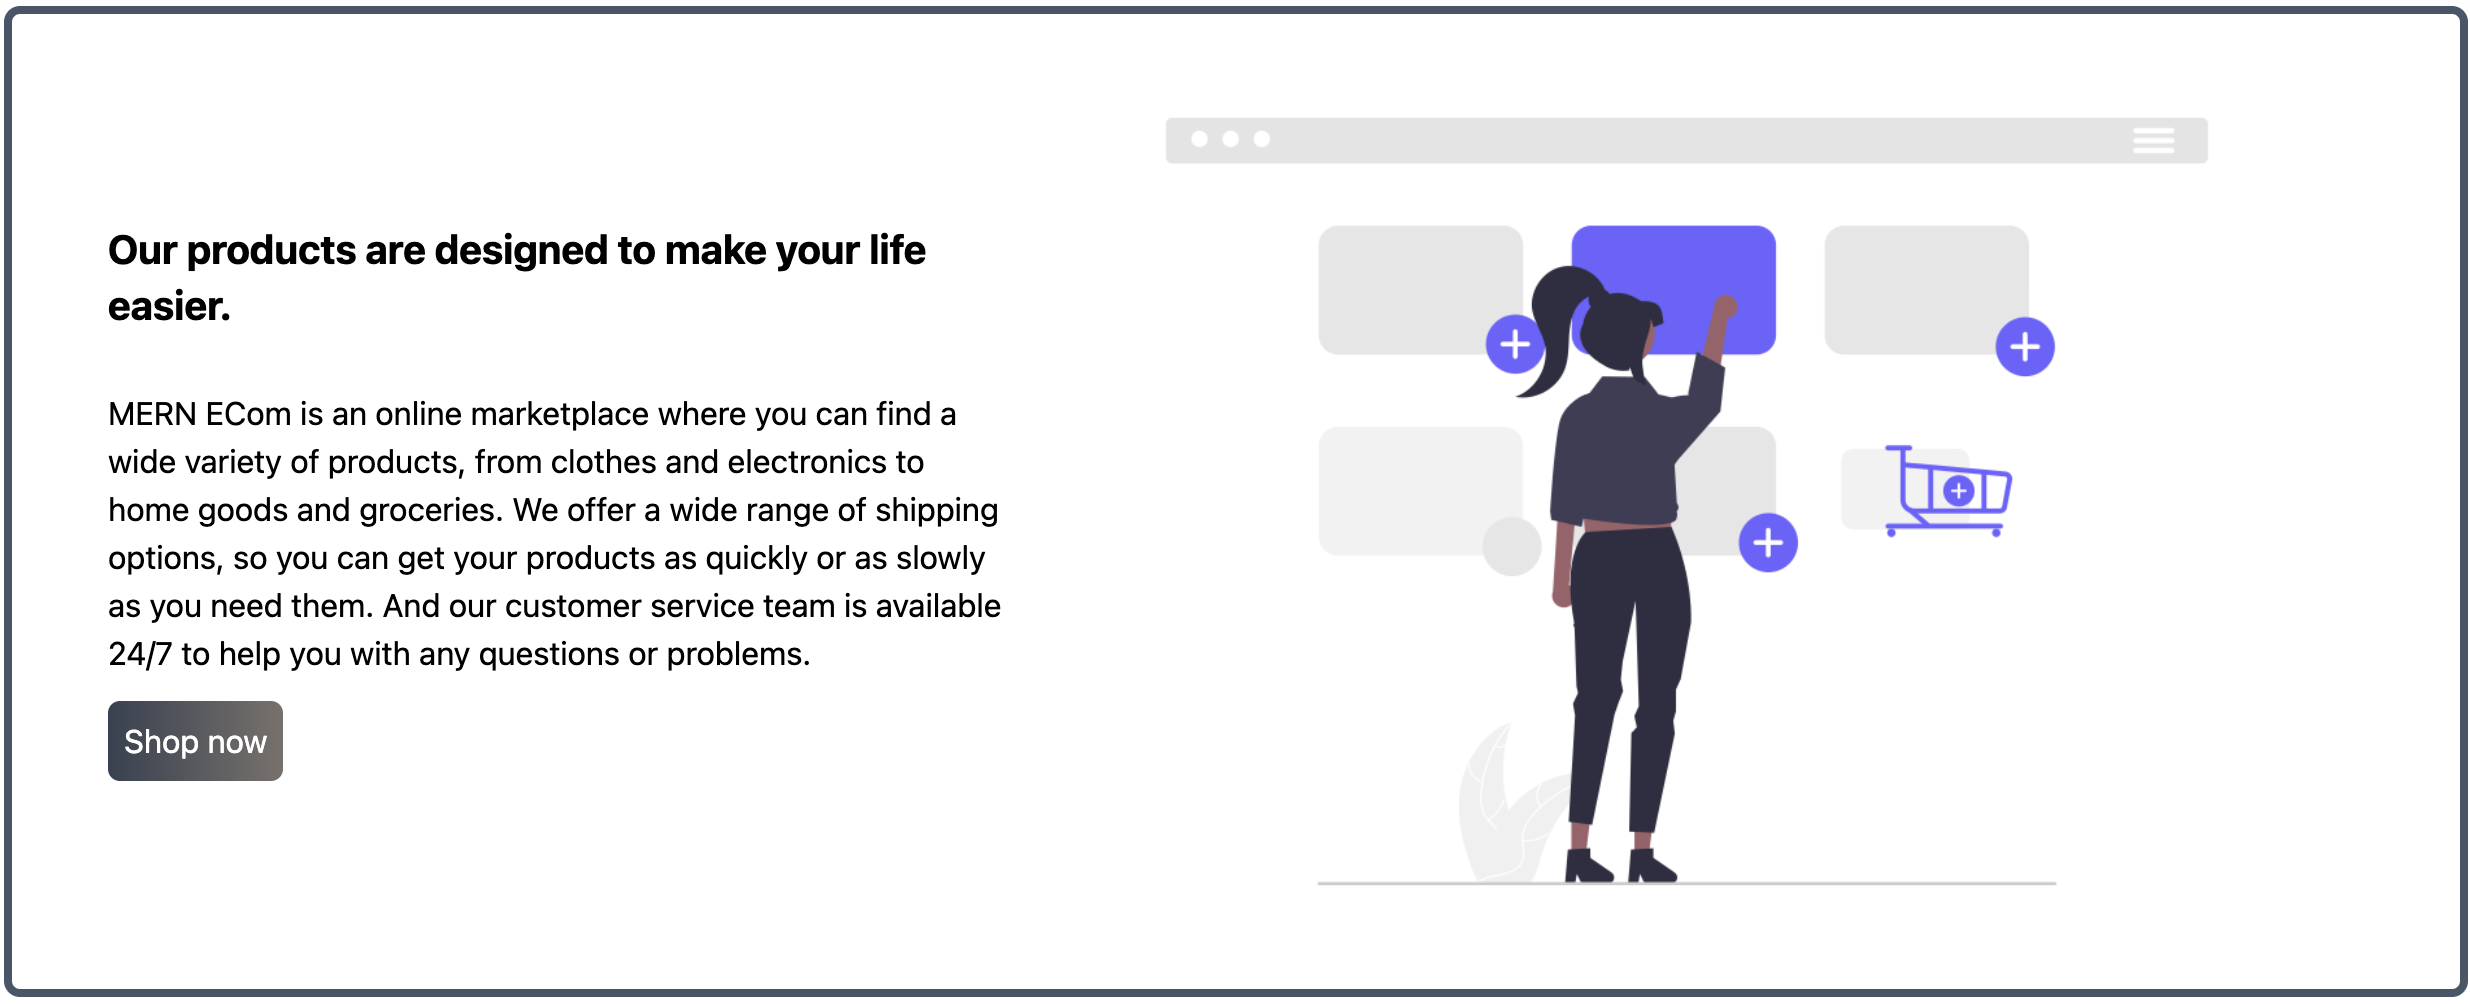 Our products are designed to make your life
easier.
MERN ECom is an online marketplace where you can find a
wide variety of products, from clothes and electronics to
home goods and groceries. We offer a wide range of shipping
options, so you can get your products as quickly or as slowly
as you need them. And our customer service team is available
24/7 to help you with any questions or problems.
Shop now